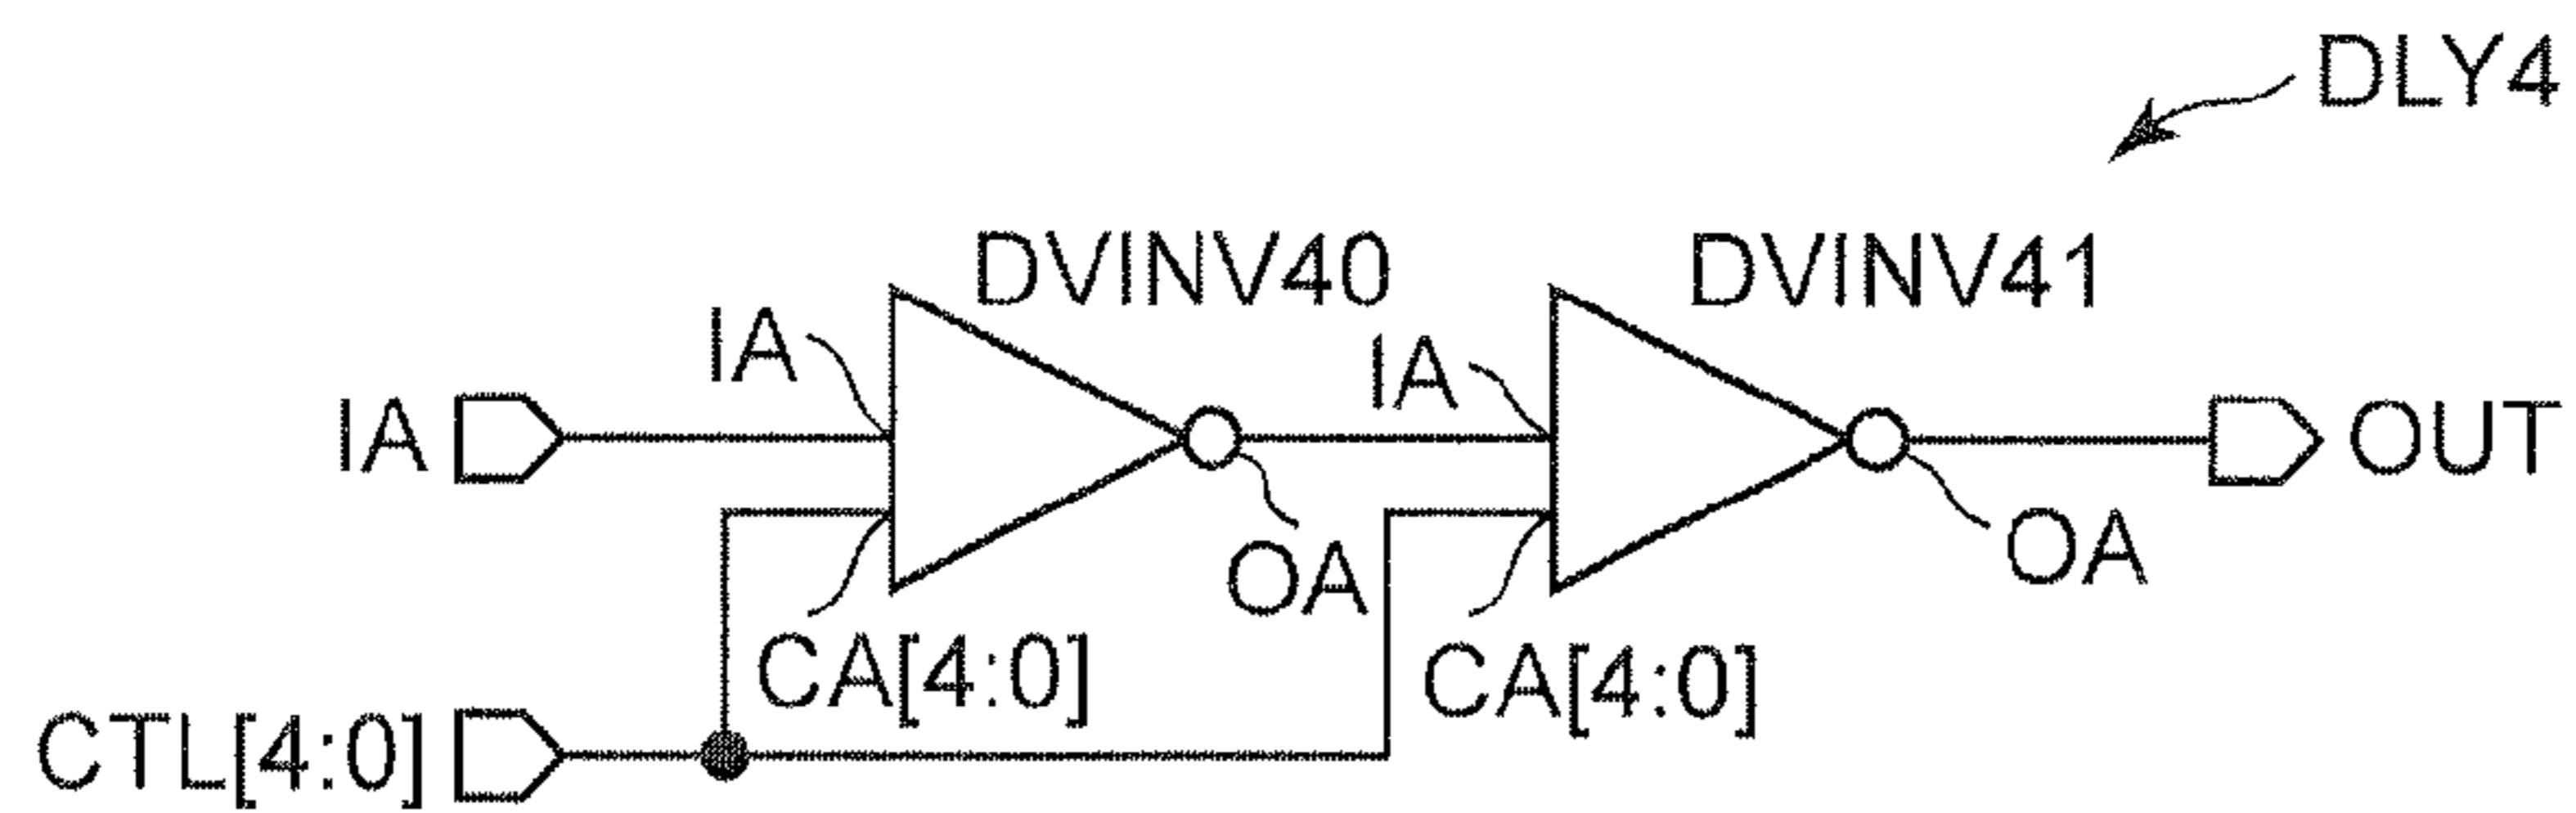 DLY4
DVINV40
DVINV41
IA
IA
IA
OUT
OA
OA
CA[4:0]
CA[4:0]
CTL[4:0]